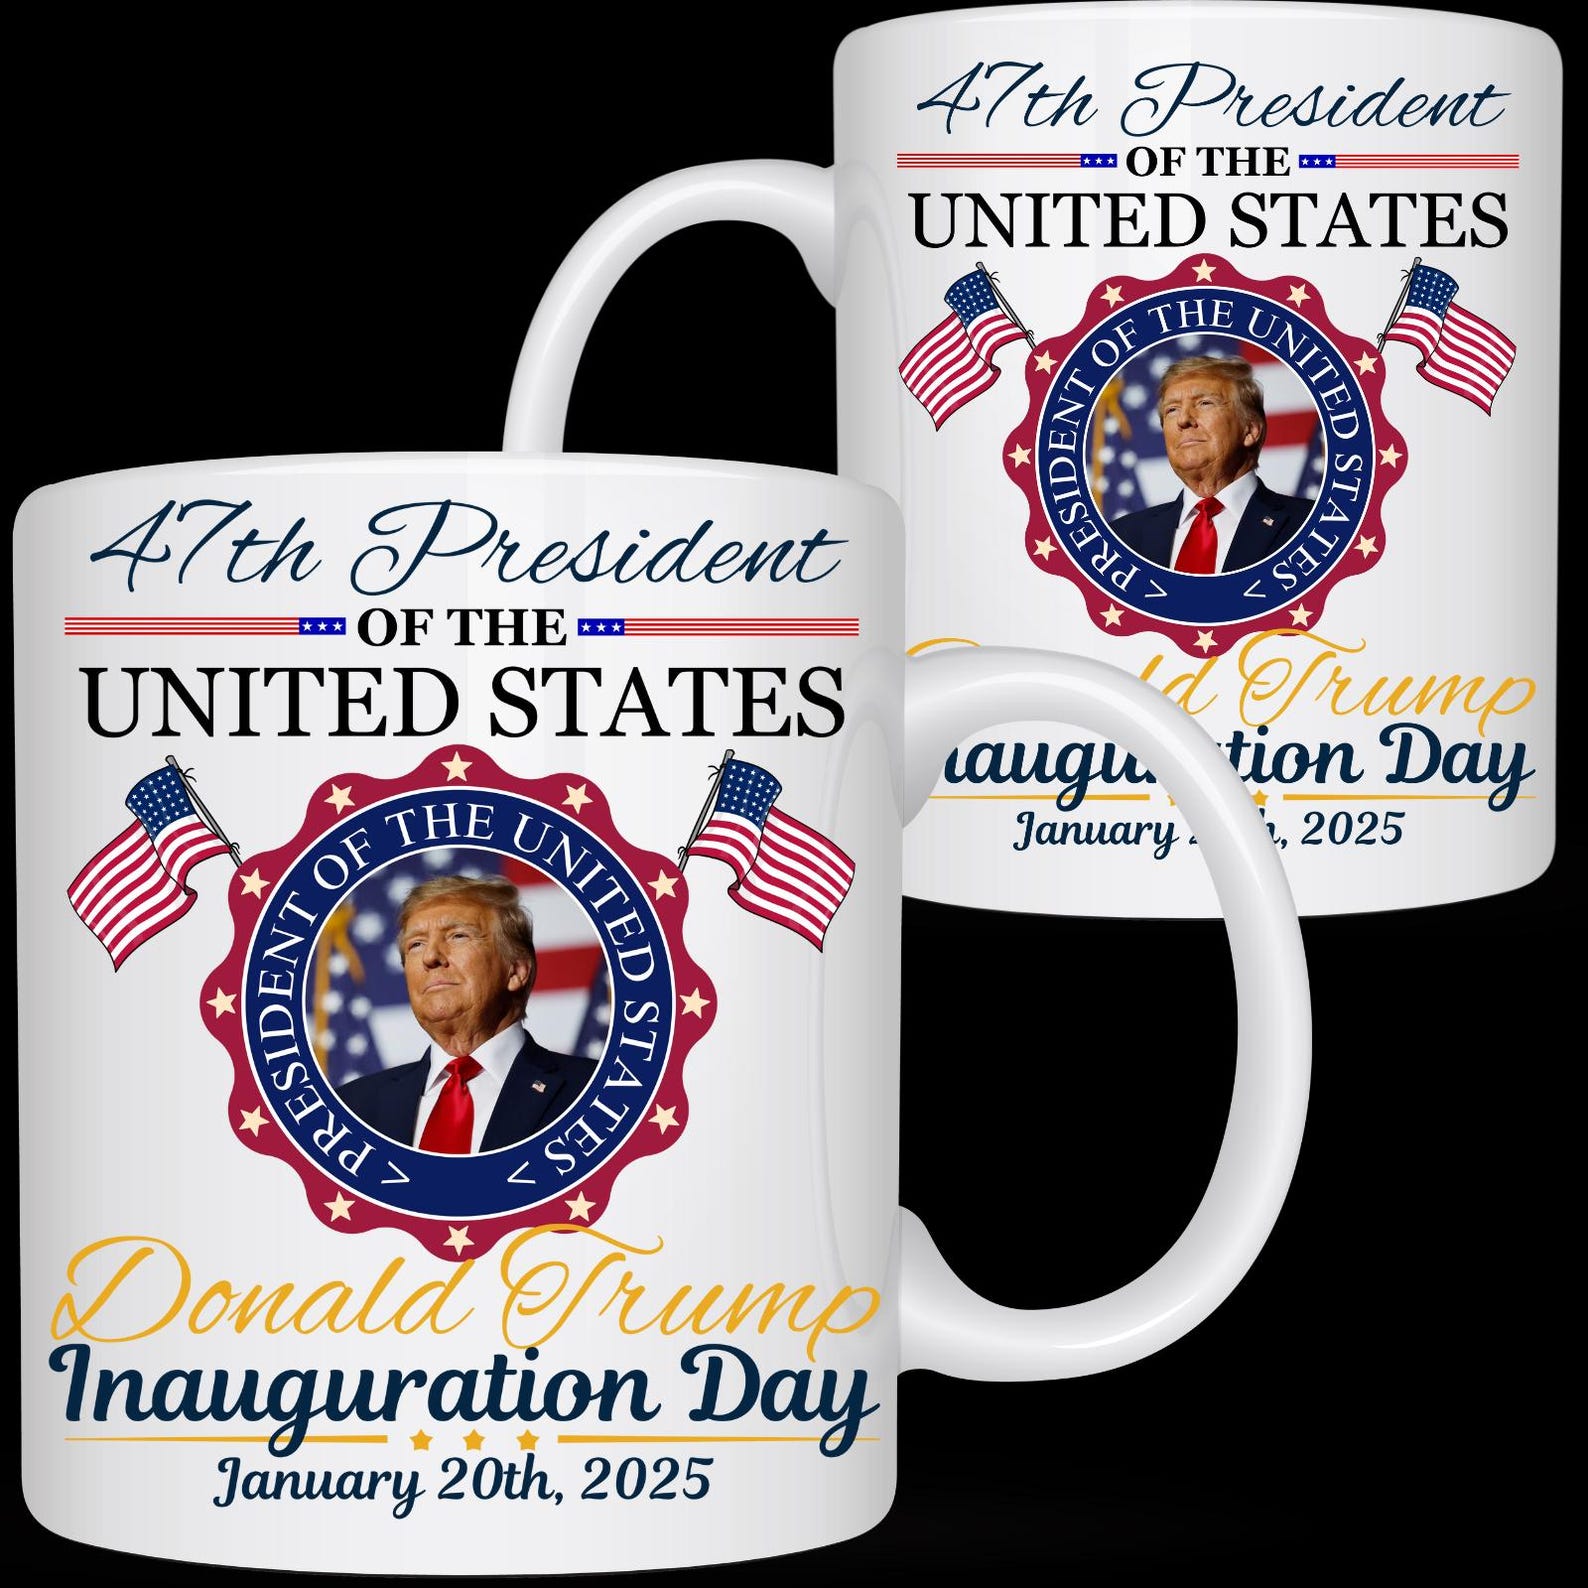 47th President
OF THE
UNITED STATES
< PRESIDENT OF THE UNITED STATES >
Donald Trump
Inauguration Day
January 20th, 2025
47th President
OF THE
UNITED STATES
< PRESIDENT OF THE UNITED STATES >
Trump
Day
January 2025